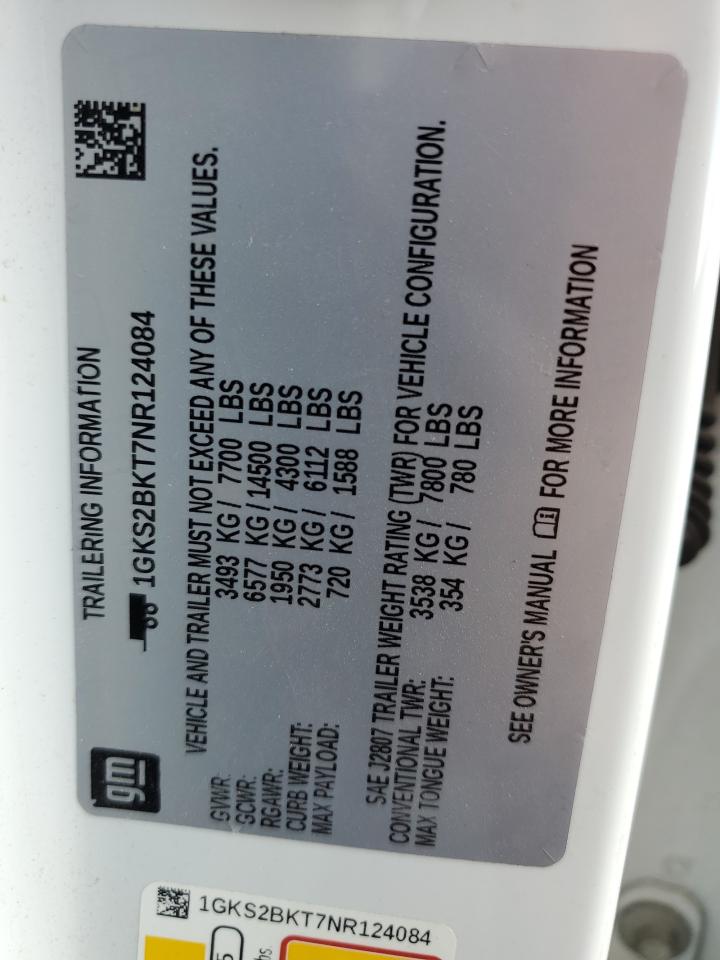 gm
TRAILERING INFORMATION
1GKS2BKT7NR124084
VEHICLE AND TRAILER MUST NOT EXCEED ANY OF THESE VALUES.
GVWR: 3493 KG / 7700 LBS
GCWR: 6577 KG / 14500 LBS
RGAWR: 1950 KG / 4300 LBS
CURB WEIGHT: 2773 KG / 6112 LBS
MAX PAYLOAD: 720 KG / 1588 LBS
SAE J2807 TRAILER WEIGHT RATING (TWR) FOR VEHICLE CONFIGURATION.
CONVENTIONAL TWR: 3538 KG / 7800 LBS
MAX TONGUE WEIGHT: 354 KG / 780 LBS
SEE OWNER'S MANUAL FOR MORE INFORMATION
1GKS2BKT7NR124084